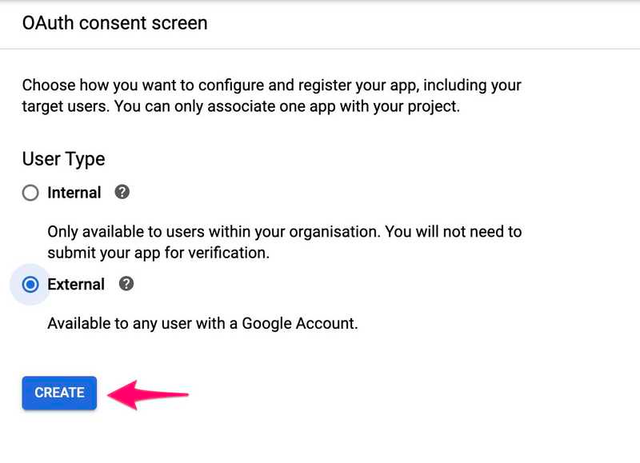 OAuth consent screen
Choose how you want to configure and register your app, including your
target users. You can only associate one app with your project.
User Type
Internal
Only available to users within your organisation. You will not need to
submit your app for verification.
External
Available to any user with a Google Account.
CREATE